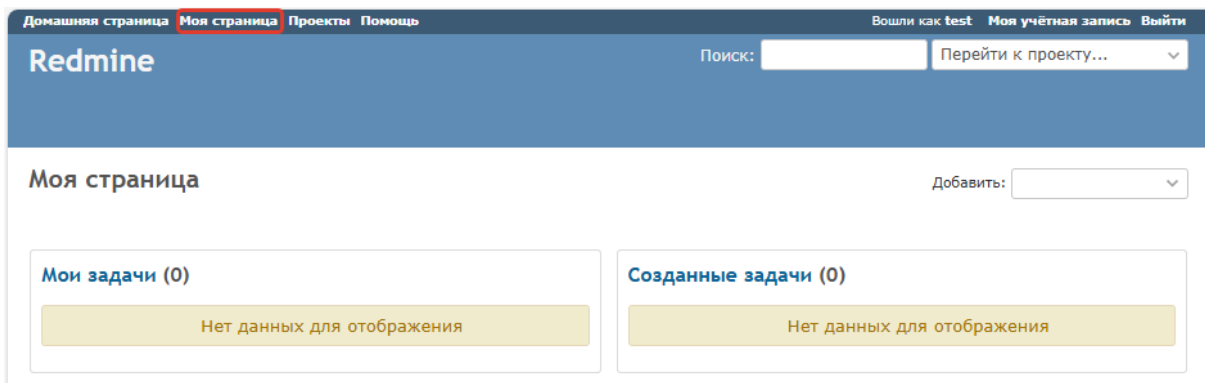 Домашняя страница Моя страница Проекты Помощь Вошли как test Моя учётная запись Выйти
Redmine Поиск: Перейти к проекту...
Моя страница Добавить:
Мои задачи (0) Созданные задачи (0)
Нет данных для отображения Нет данных для отображения